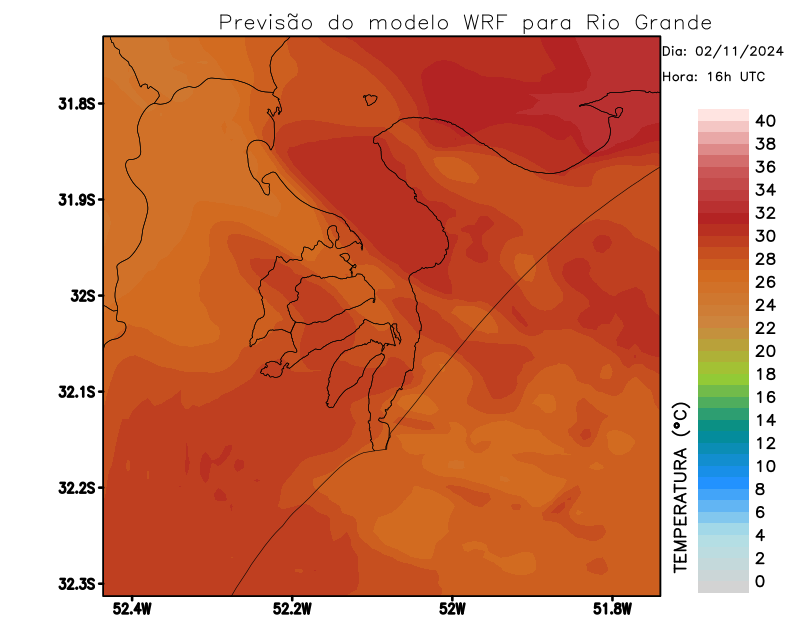 Previsão do modelo WRF para Rio Grande
Dia: 02/11/2024
Hora: 16h UTC
31.8S
31.9S
32S
32.1S
32.2S
32.3S
52.4W
52.2W
52W
51.8W
TEMPERATURA (°C)
40
38
36
34
32
30
28
26
24
22
20
18
16
14
12
10
8
6
4
2
0